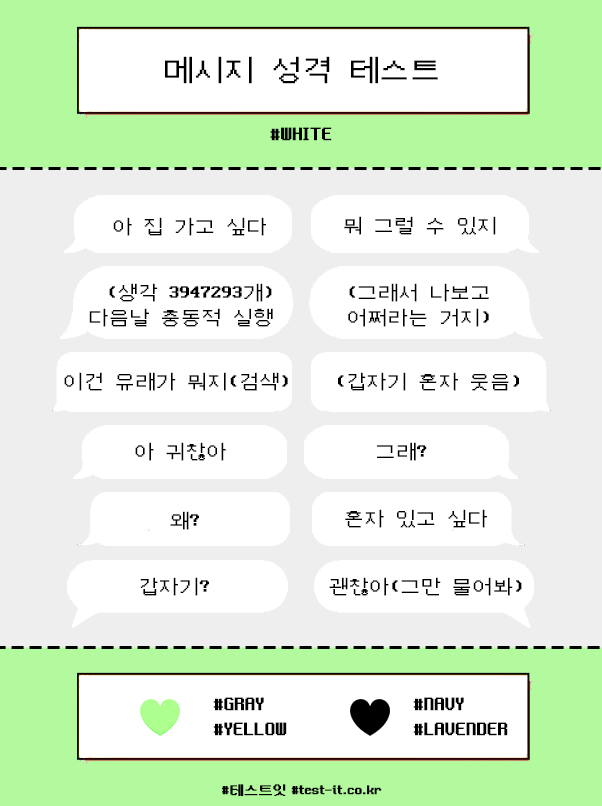 메시지 성격 테스트
#WHITE
아 집 가고 싶다
뭐 그럴 수 있지
(생각 3947293개)
다음날 충동적 실행
(그래서 나보고
어쩌라는 거지)
이건 유래가 뭐지(검색)
(갑자기 혼자 웃음)
아 귀찮아
그래?
왜?
혼자 있고 싶다
갑자기?
괜찮아(그만 물어봐)
#GRAY
#YELLOW
#NAVY
#LAVENDER
#테스트잇 #test-it.co.kr